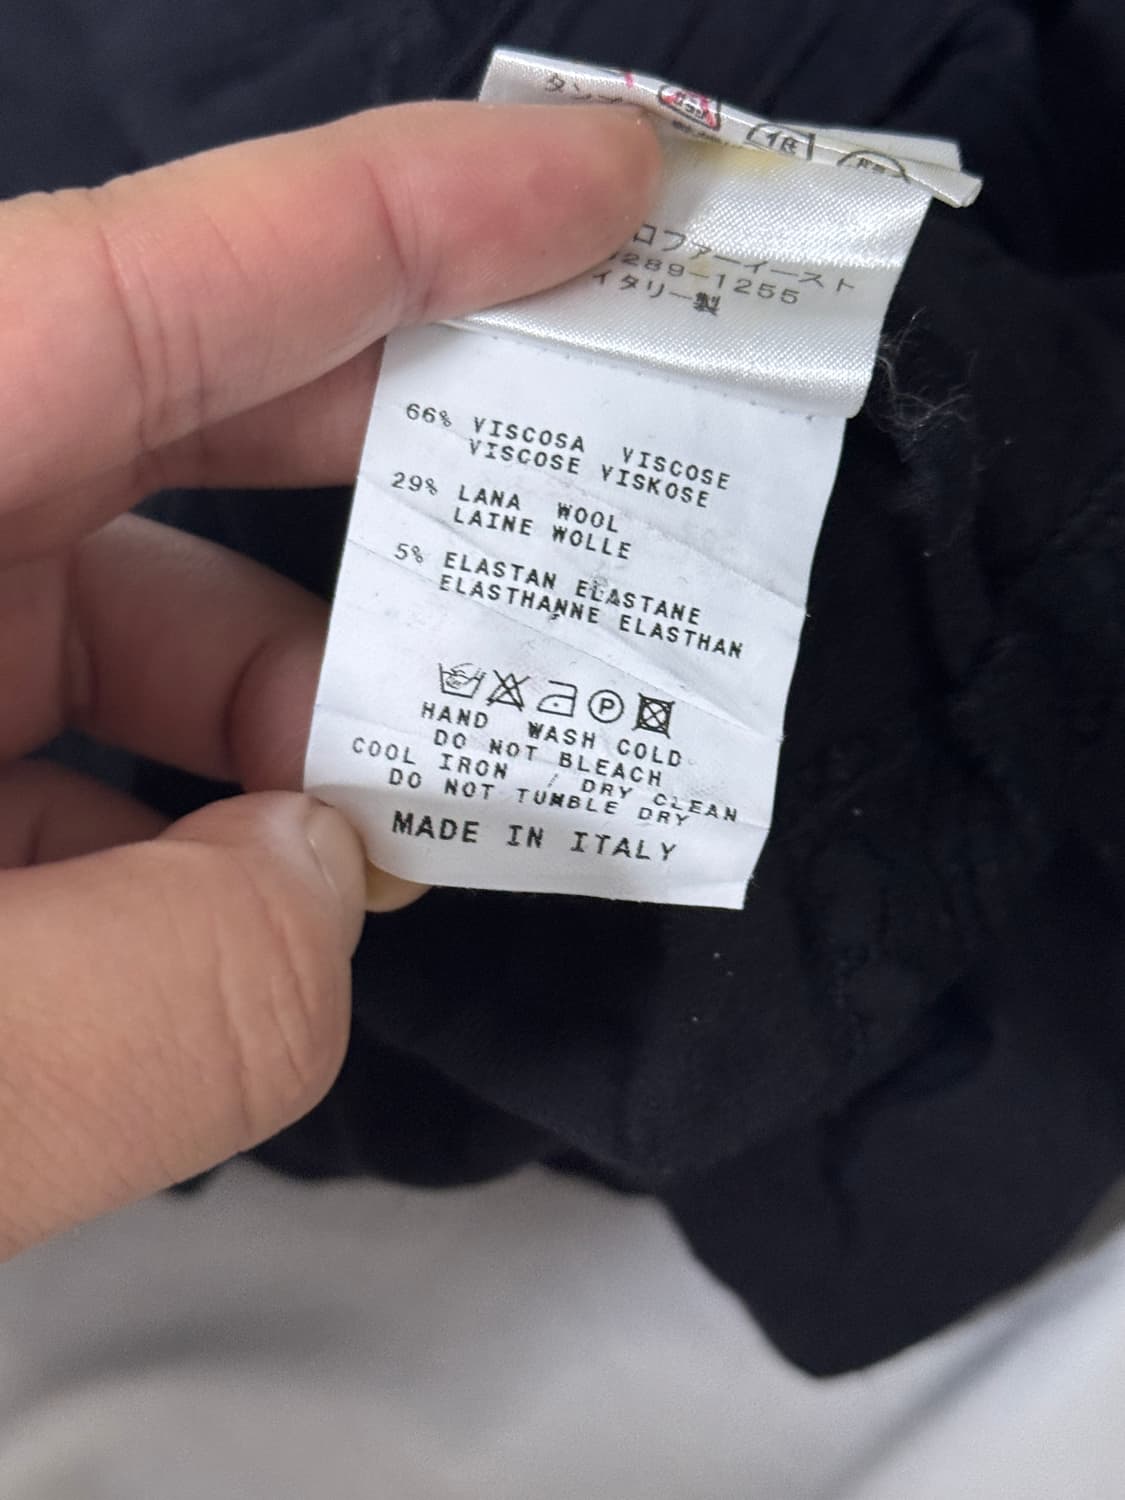 ロファーイースト
289-1255
イタリー製
66% VISCOSA VISCOSE
VISCOSE VISKOSE
29% LANA WOOL
LAINE WOLLE
5% ELASTAN ELASTANE
ELASTHANNE ELASTHAN
P
HAND WASH COLD
DO NOT BLEACH
COOL IRON / DRY CLEAN
DO NOT TUMBLE DRY
MADE IN ITALY